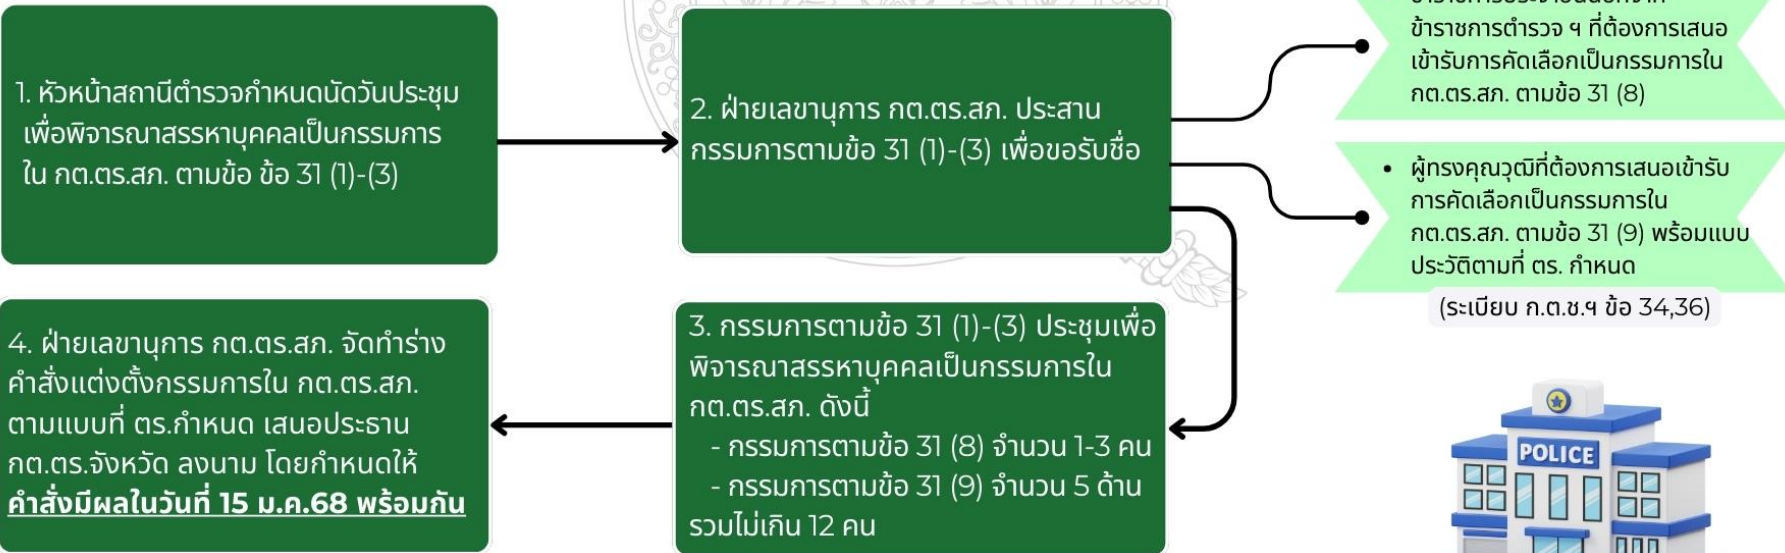 1. หัวหน้าสถานีตำรวจกำหนดนัดวันประชุม
เพื่อพิจารณาสรรหาบุคคลเป็นกรรมการ
ใน กต.ตร.สภ. ตามข้อ ข้อ 31 (1)-(3)
2. ฝ่ายเลขานุการ กต.ตร.สภ. ประสาน
กรรมการตามข้อ 31 (1)-(3) เพื่อขอรับชื่อ
ข้าราชการตำรวจ ฯ ที่ต้องการเสนอ
เข้ารับการคัดเลือกเป็นกรรมการใน
กต.ตร.สภ. ตามข้อ 31 (8)
• ผู้ทรงคุณวุฒิที่ต้องการเสนอเข้ารับ
การคัดเลือกเป็นกรรมการใน
กต.ตร.สภ. ตามข้อ 31 (9) พร้อมแบบ
ประวัติตามที่ ตร. กำหนด
(ระเบียบ ก.ต.ช.ฯ ข้อ 34,36)
3. กรรมการตามข้อ 31 (1)-(3) ประชุมเพื่อ
พิจารณาสรรหาบุคคลเป็นกรรมการใน
กต.ตร.สภ. ดังนี้
- กรรมการตามข้อ 31 (8) จำนวน 1-3 คน
- กรรมการตามข้อ 31 (9) จำนวน 5 ด้าน
รวมไม่เกิน 12 คน
4. ฝ่ายเลขานุการ กต.ตร.สภ. จัดทำร่าง
คำสั่งแต่งตั้งกรรมการใน กต.ตร.สภ.
ตามแบบที่ ตร.กำหนด เสนอประธาน
กต.ตร.จังหวัด ลงนาม โดยกำหนดให้
คำสั่งมีผลในวันที่ 15 ม.ค.68 พร้อมกัน
POLICE